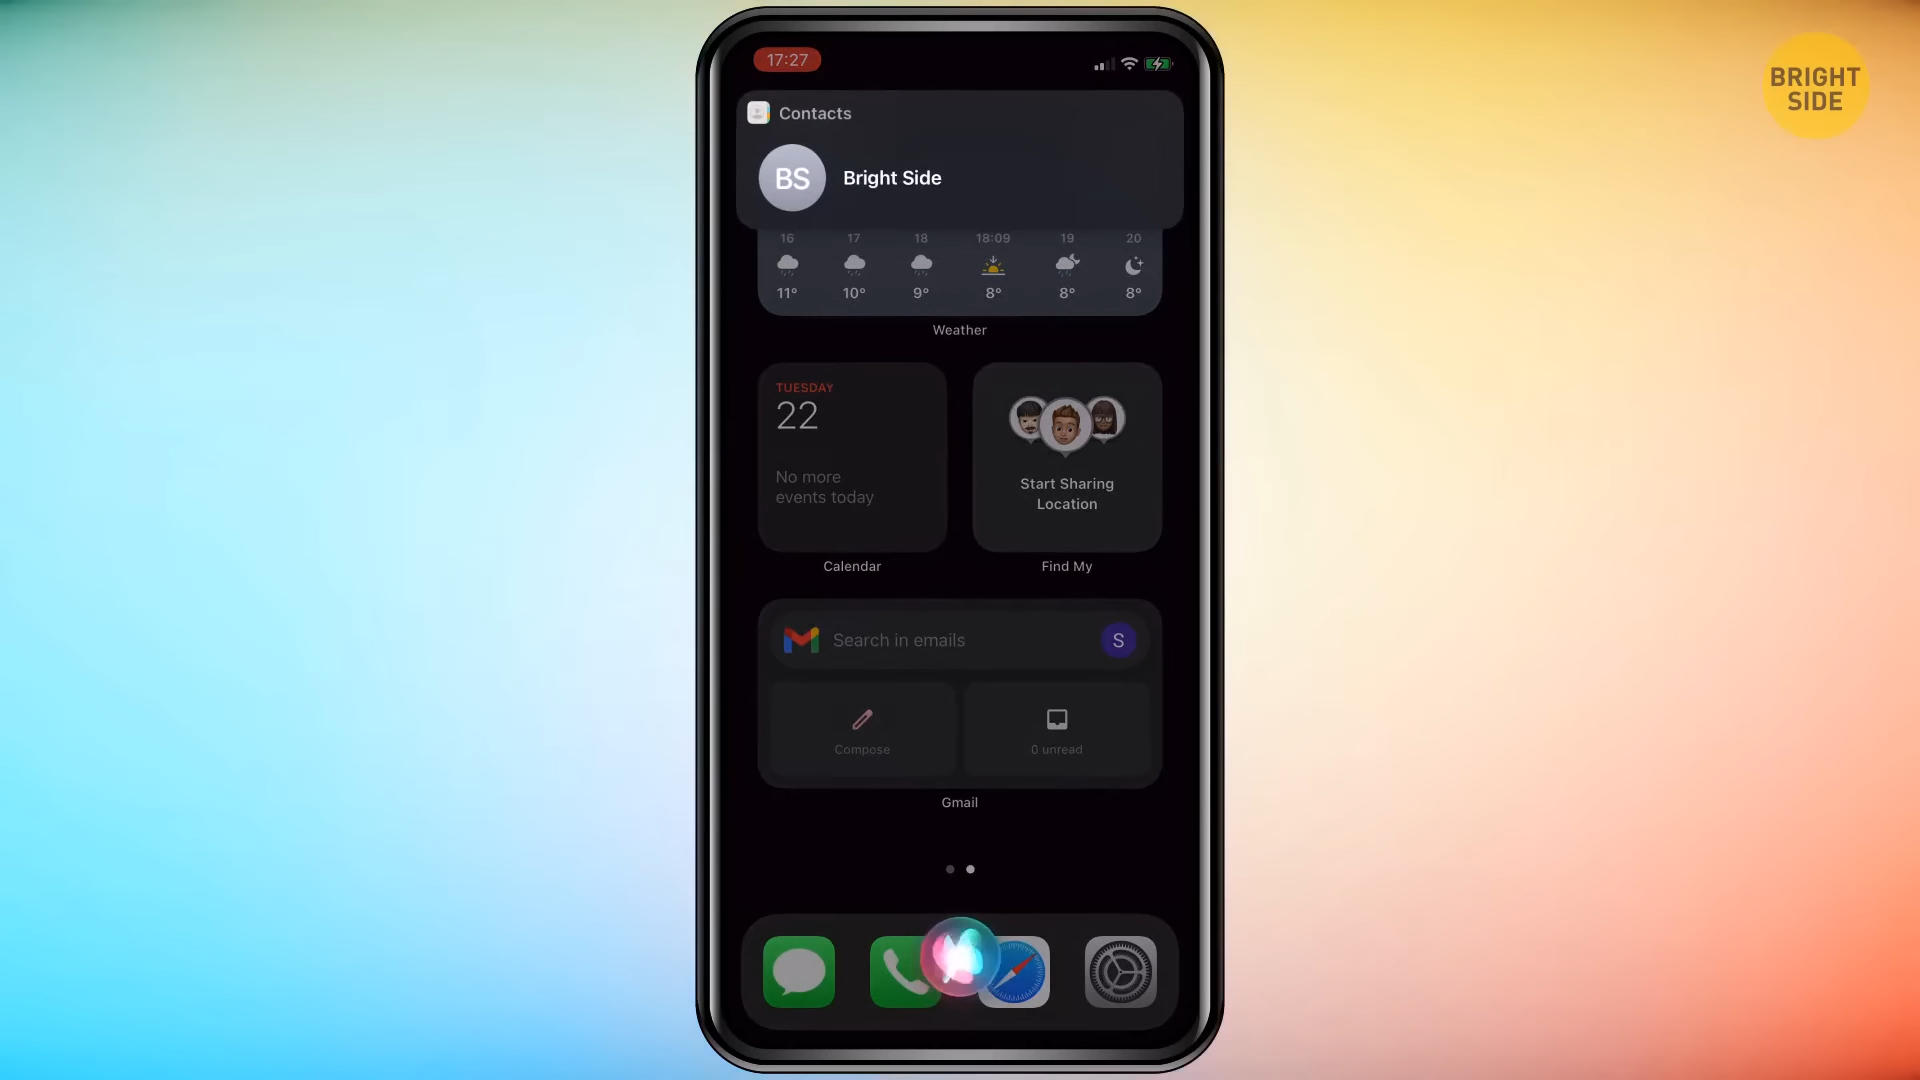 17:27
BRIGHT
SIDE
Contacts
BS
Bright Side
16 17 18 18:09 19 20
11° 10° 9° 8° 8° 8°
Weather
TUESDAY
22
No more
events today
Start Sharing
Location
Calendar
Find My
Search in emails
S
Compose
0 unread
Gmail